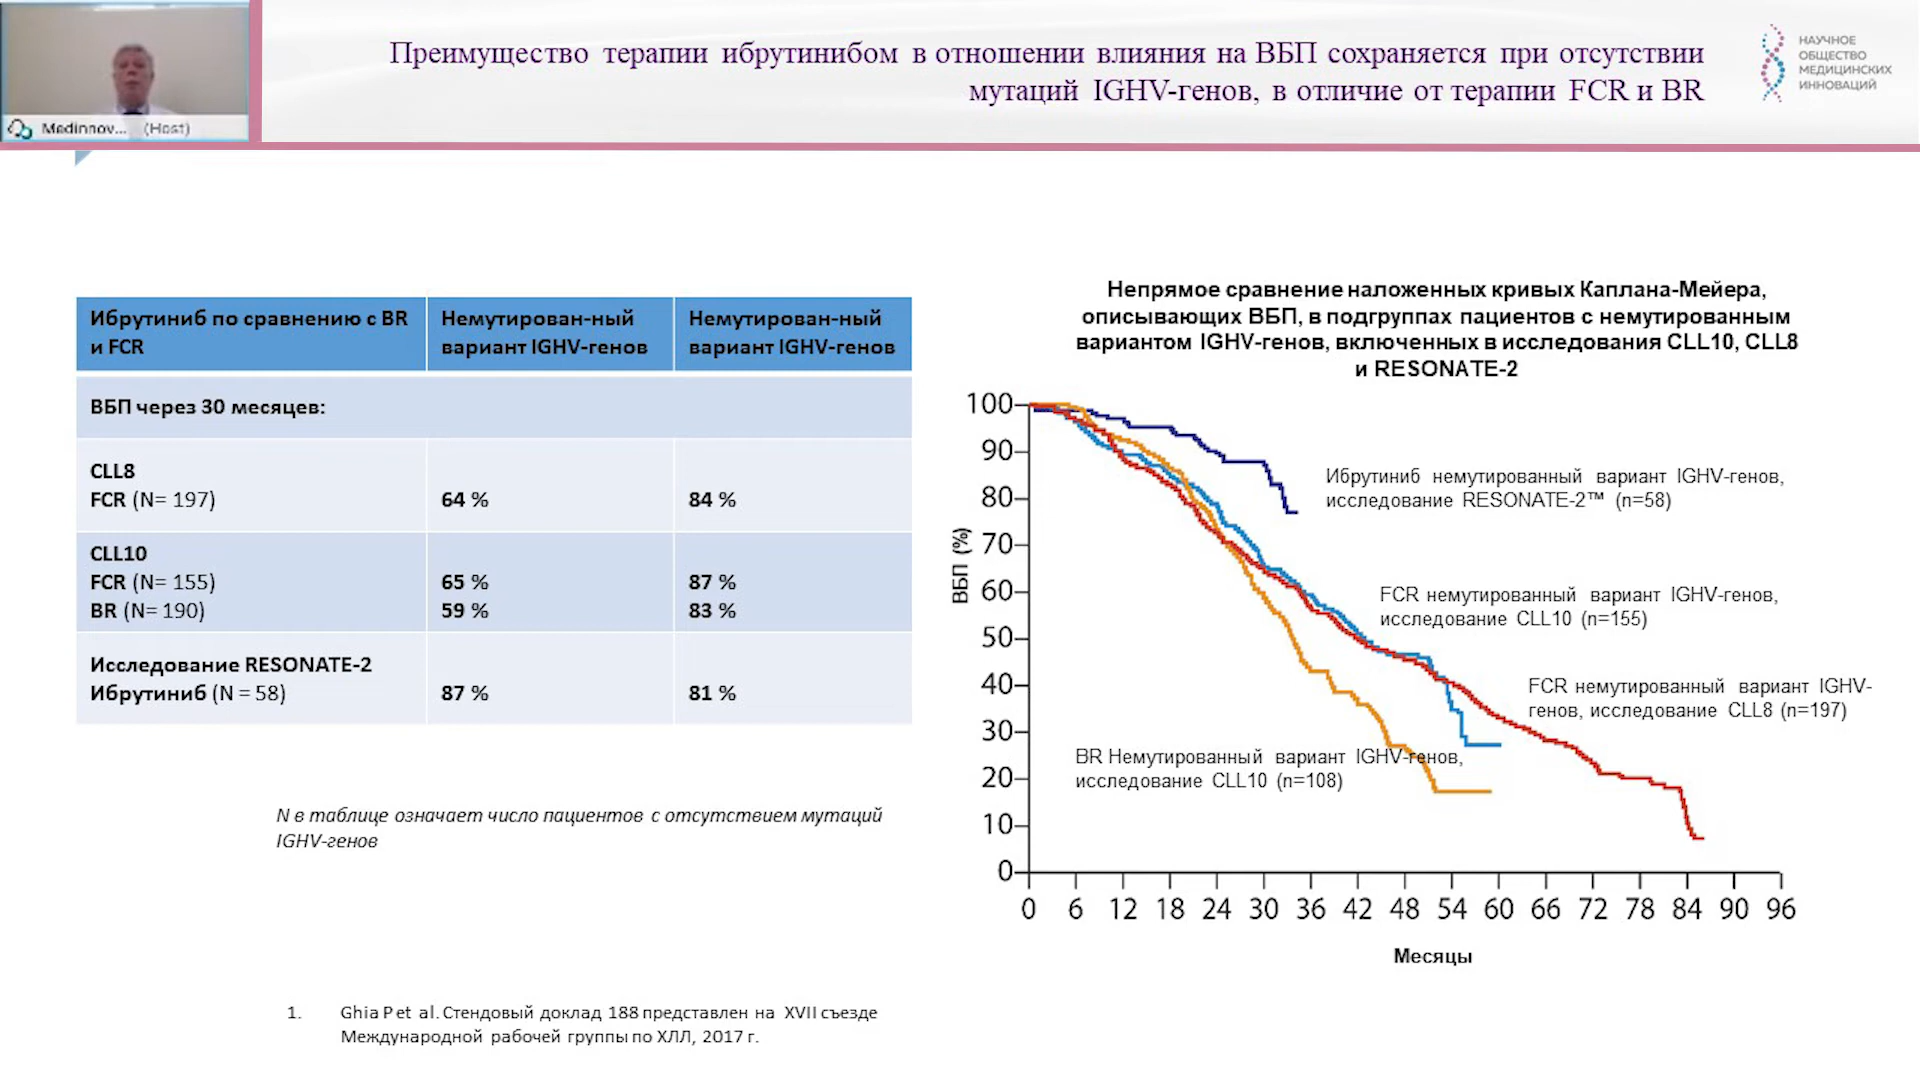 Преимущество терапии ибрутинибом в отношении влияния на ВБП сохраняется при отсутствии
мутаций IGHV-генов, в отличие от терапии FCR и BR
НАУЧНОЕ
ОБЩЕСТВО
МЕДИЦИНСКИХ
ИННОВАЦИЙ
Medinnov... (Host)
Ибрутиниб по сравнению с BR
и FCR
Немутирован-ный
вариант IGHV-генов
Немутирован-ный
вариант IGHV-генов
ВБП через 30 месяцев:
CLL8
FCR (N= 197)
64 %
84 %
CLL10
FCR (N= 155)
65 %
87 %
BR (N= 190)
59 %
83 %
Исследование RESONATE-2
Ибрутиниб (N = 58)
87 %
81 %
N в таблице означает число пациентов с отсутствием мутаций
IGHV-генов
1. Ghia P et al. Стендовый доклад 188 представлен на XVII съезде
Международной рабочей группы по ХЛЛ, 2017 г.
Непрямое сравнение наложенных кривых Каплана-Мейера,
описывающих ВБП, в подгруппах пациентов с немутированным
вариантом IGHV-генов, включенных в исследования CLL10, CLL8
и RESONATE-2
ВБП (%)
100
90
80
70
60
50
40
30
20
10
0
Ибрутиниб немутированный вариант IGHV-генов,
исследование RESONATE-2™ (n=58)
FCR немутированный вариант IGHV-генов,
исследование CLL10 (n=155)
FCR немутированный вариант IGHV-
генов, исследование CLL8 (n=197)
BR Немутированный вариант IGHV-генов,
исследование CLL10 (n=108)
0 6 12 18 24 30 36 42 48 54 60 66 72 78 84 90 96
Месяцы